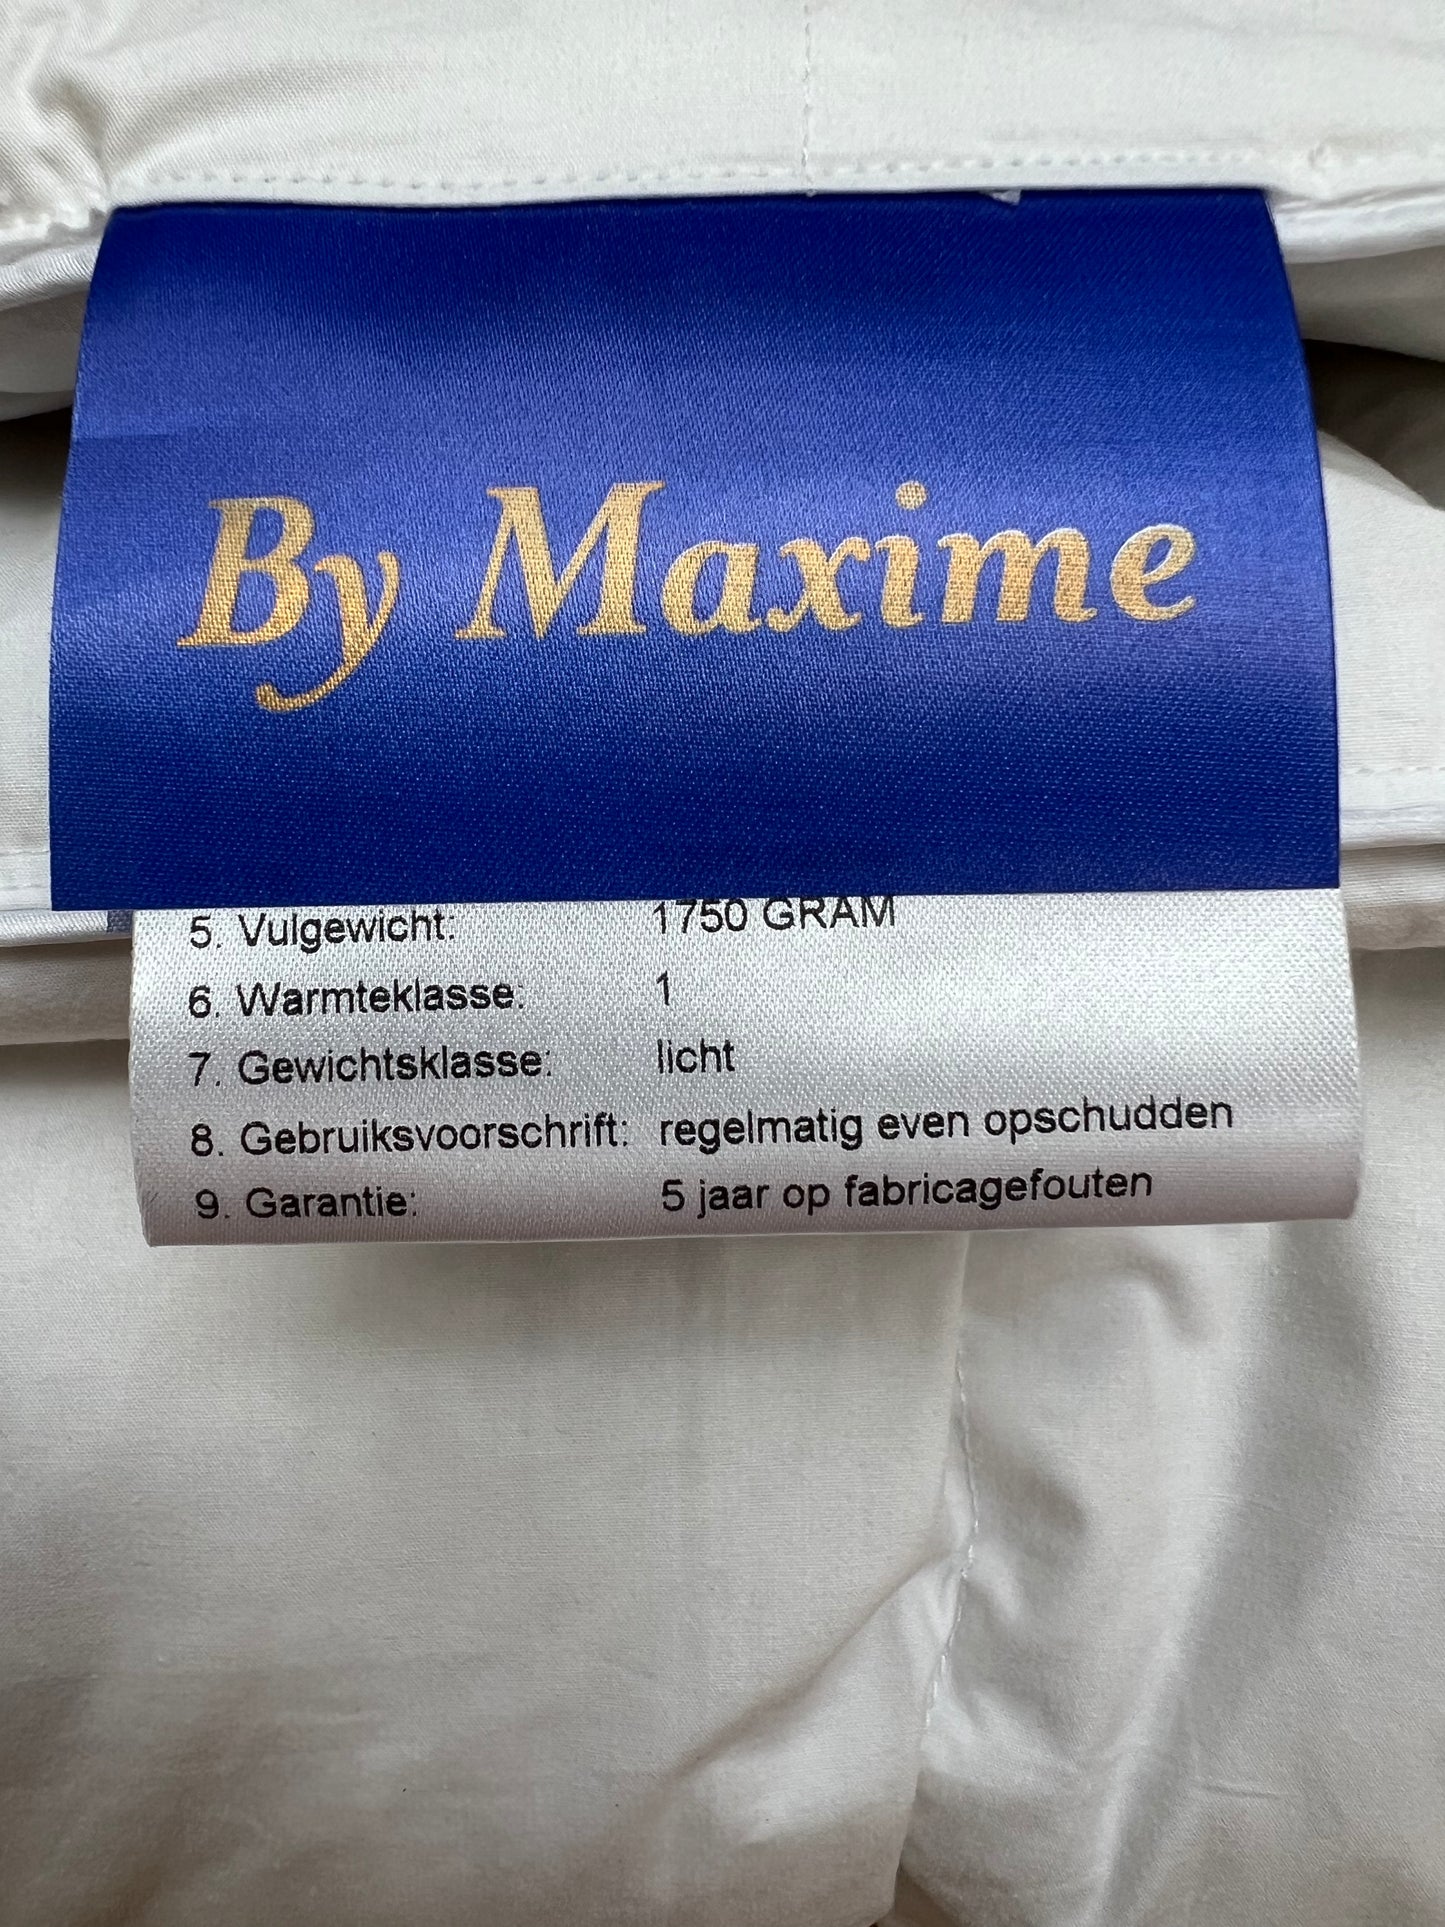 By Maxime
5. Vulgewicht: 1750 GRAM
6. Warmteklasse: 1
7. Gewichtsklasse: licht
8. Gebruiksvoorschrift: regelmatig even opschudden
9. Garantie: 5 jaar op fabricagefouten